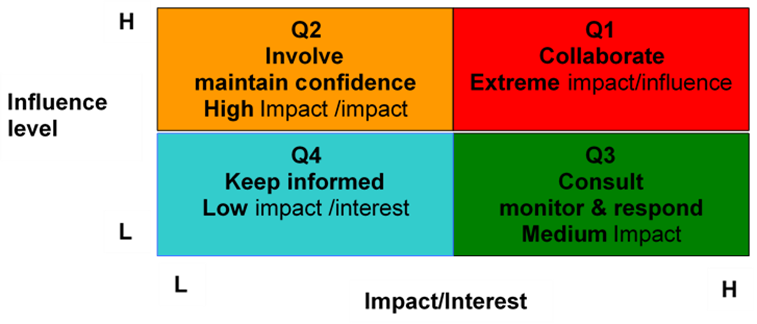 H
Q2
Involve
maintain confidence
High Impact /impact
Q1
Collaborate
Extreme impact/influence
Influence
level
Q4
Keep informed
Low impact /interest
Q3
Consult
monitor & respond
Medium Impact
L
L
H
Impact/Interest